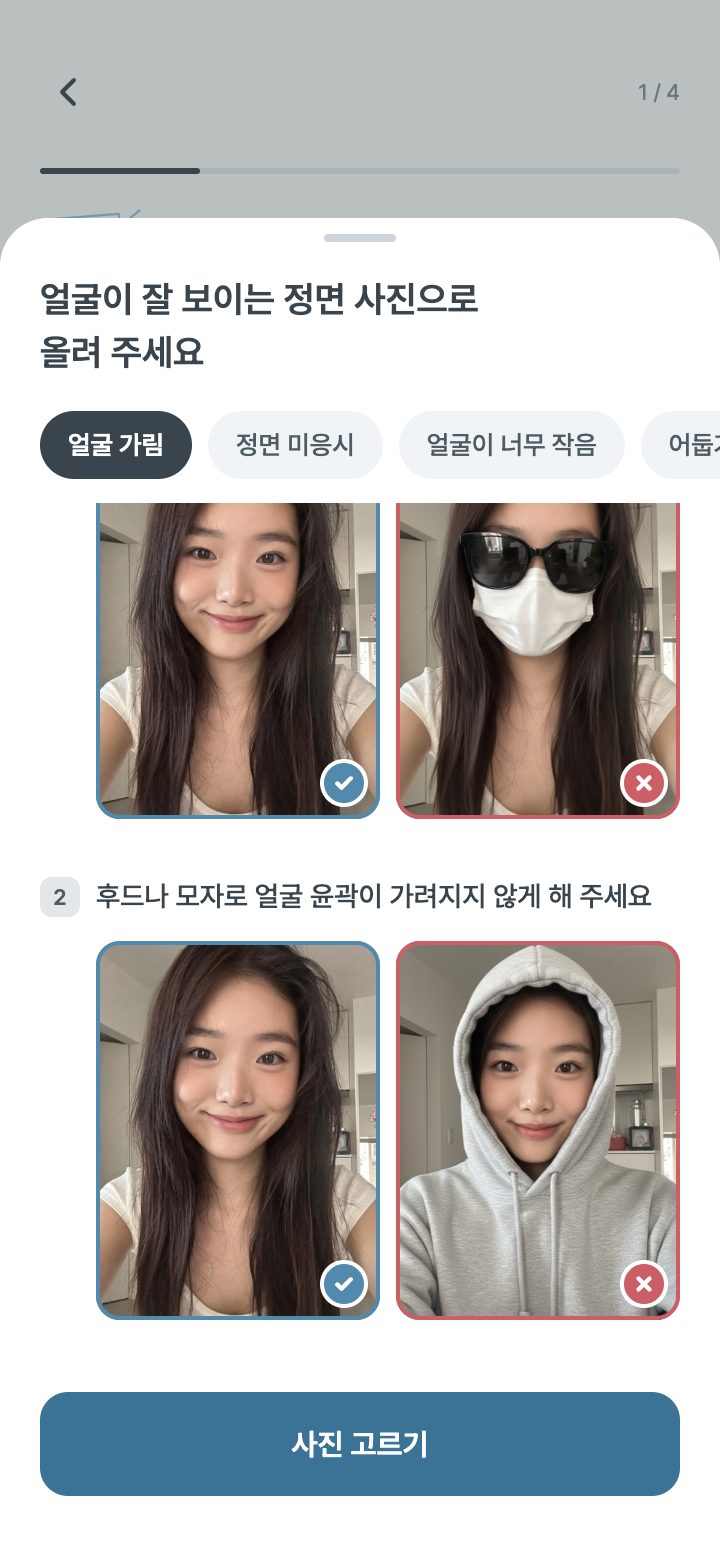 1 / 4
얼굴이 잘 보이는 정면 사진으로
올려 주세요
얼굴 가림
정면 미응시
얼굴이 너무 작음
2
후드나 모자로 얼굴 윤곽이 가려지지 않게 해 주세요
사진 고르기